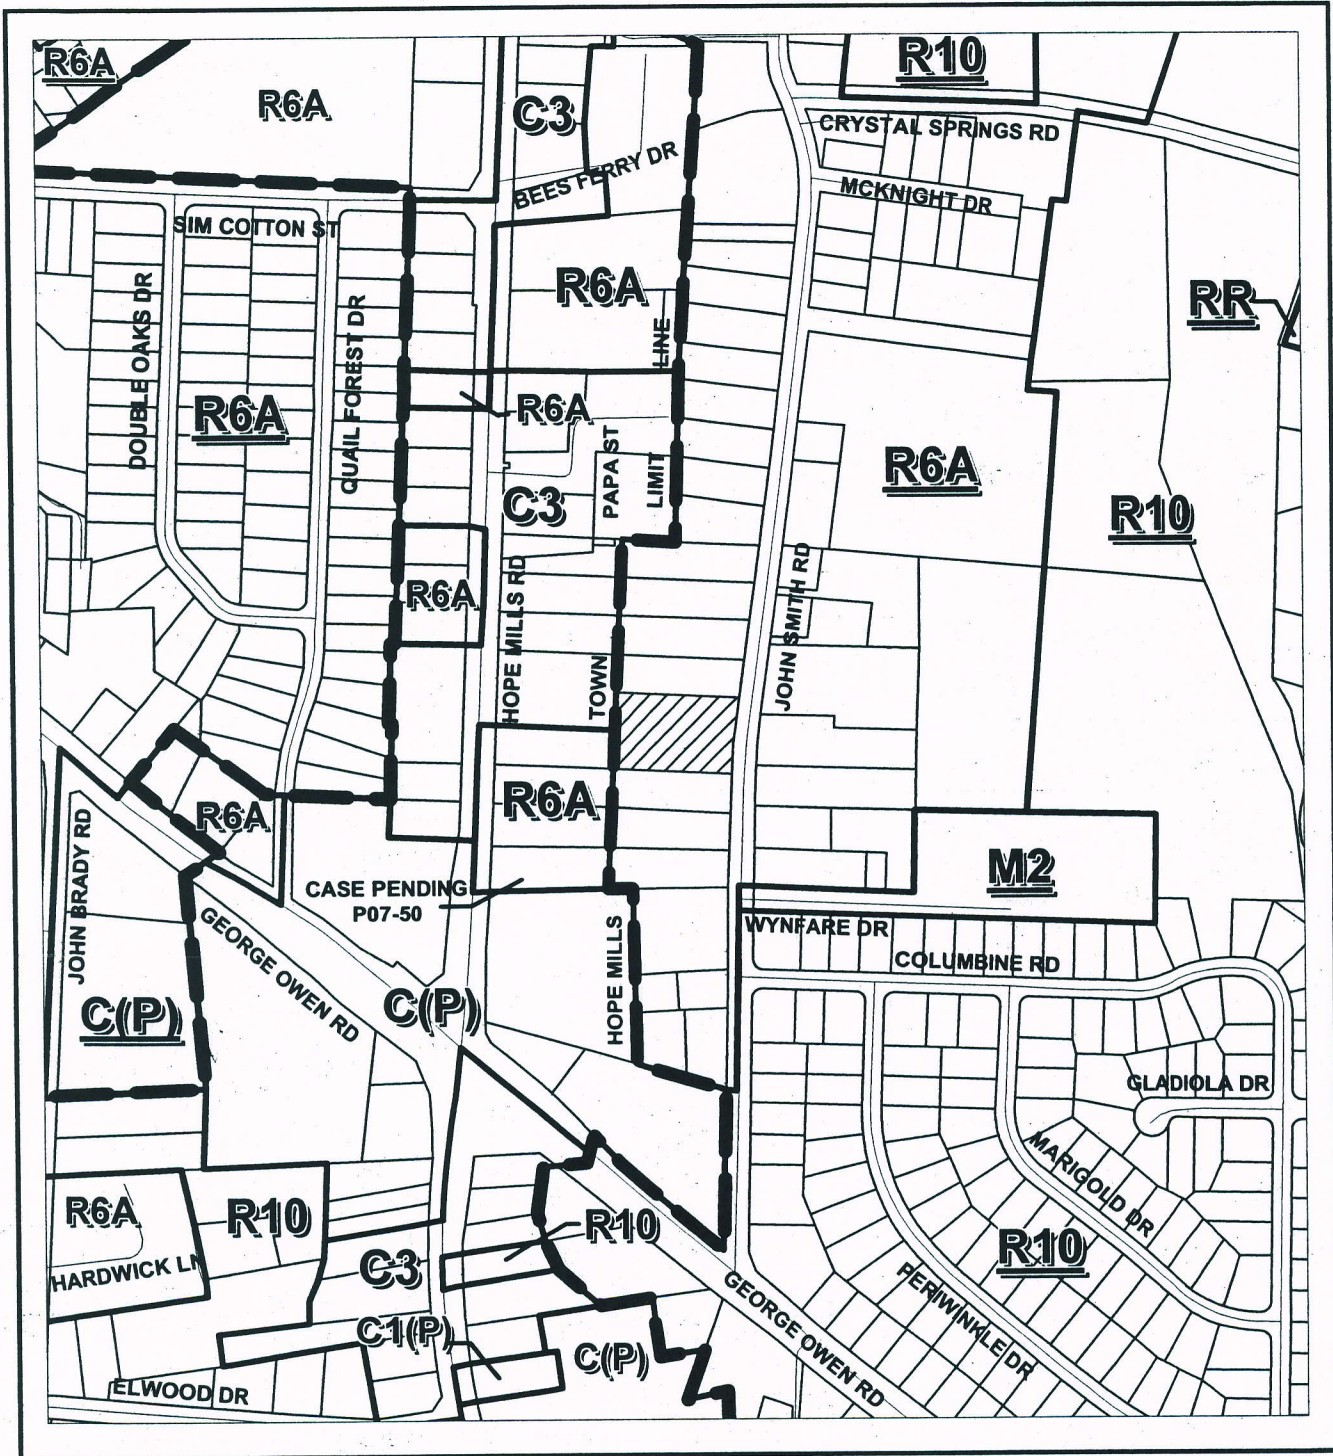 R6A
R6A
C3
R10
CRYSTAL SPRINGS RD
BEES FERRY DR
MCKNIGHT DR
SIM COTTON ST
DOUBLE OAKS DR
QUAIL FOREST DR
R6A
LINE
RR
R6A
R6A
C3
PAPA ST
LIMIT
R6A
R10
R6A
HOPE MILLS RD
JOHN SMITH RD
TOWN
R6A
R6A
JOHN BRADY RD
CASE PENDING
P07-50
M2
GEORGE OWEN RD
WYNFARE DR
COLUMBINE RD
HOPE MILLS
C(P)
C(P)
GLADIOLA DR
MARIGOLD DR
R6A
R10
R10
R10
HARDWICK LN
C3
PERIWINKLE DR
GEORGE OWEN RD
C1(P)
C(P)
ELWOOD DR